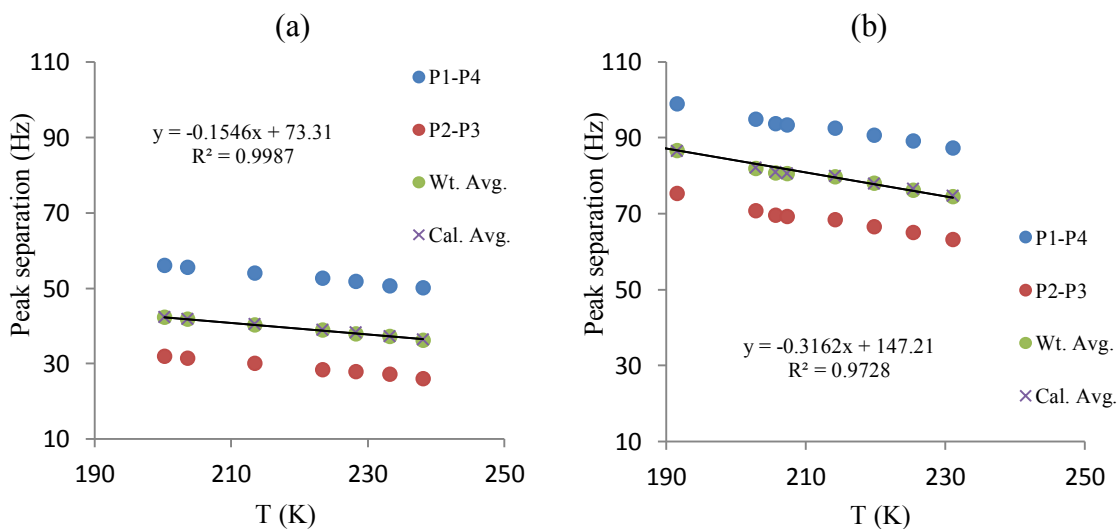 (a)
Peak separation (Hz)
110
90
70
50
30
10
190
210
230
250
T (K)
y = -0.1546x + 73.31
R² = 0.9987
P1-P4
P2-P3
Wt. Avg.
Cal. Avg.
(b)
Peak separation (Hz)
110
90
70
50
30
10
190
210
230
250
T (K)
P1-P4
P2-P3
Wt. Avg.
Cal. Avg.
y = -0.3162x + 147.21
R² = 0.9728